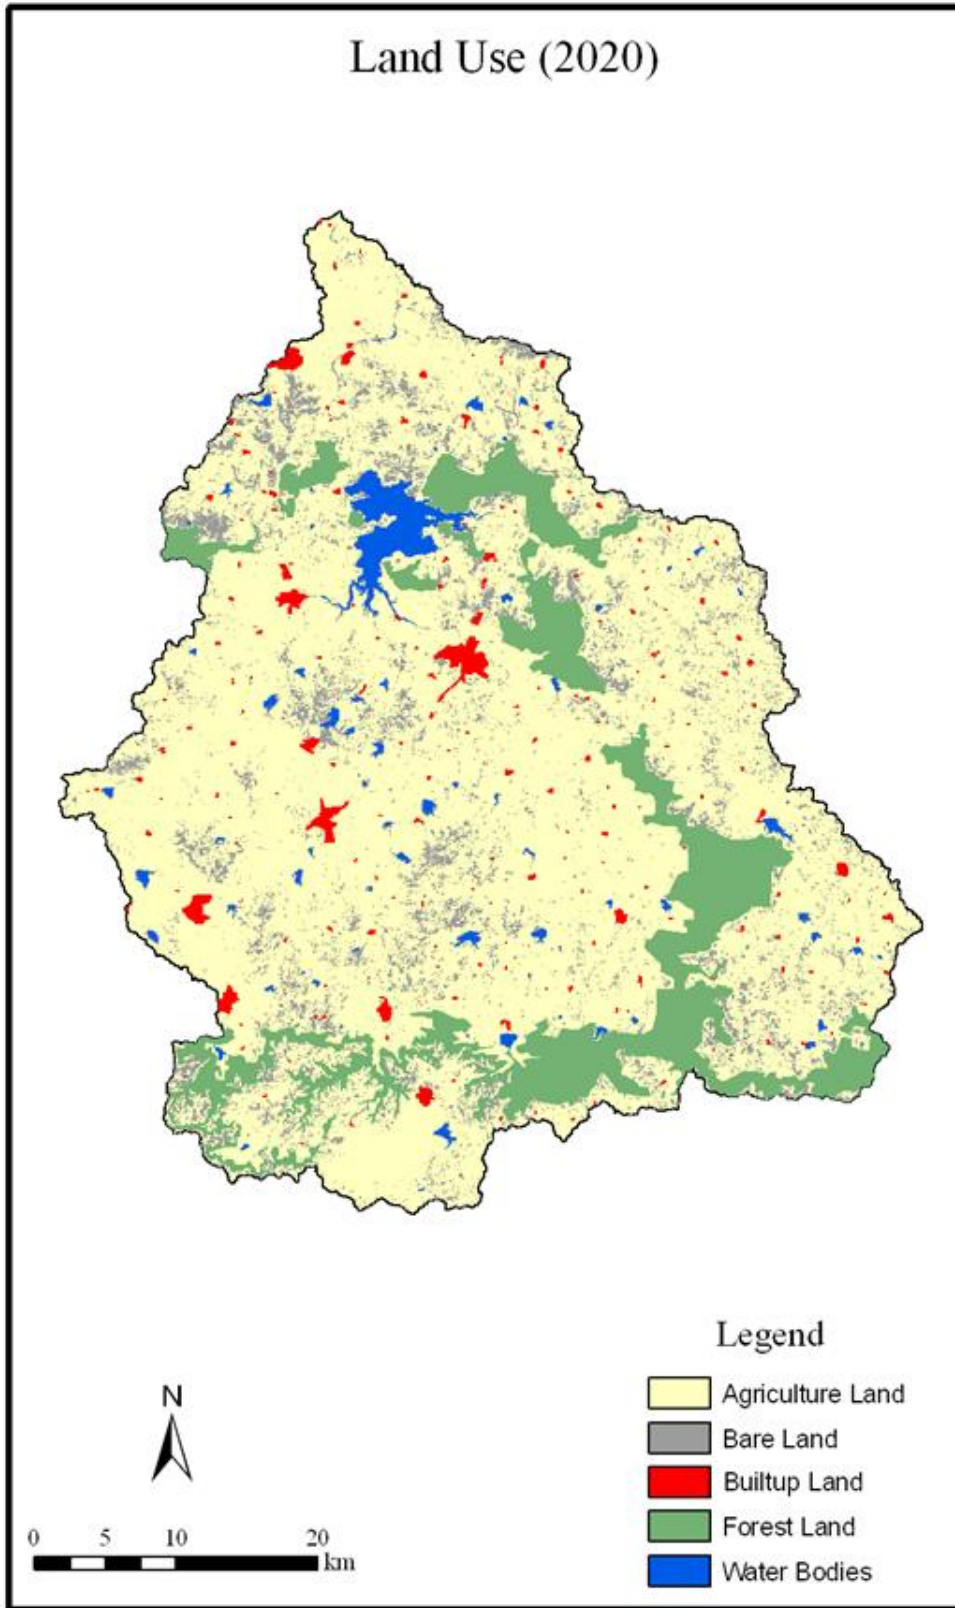 Land Use (2020)
Legend
Agriculture Land
Bare Land
Builtup Land
Forest Land
Water Bodies
N
0 5 10 20
km